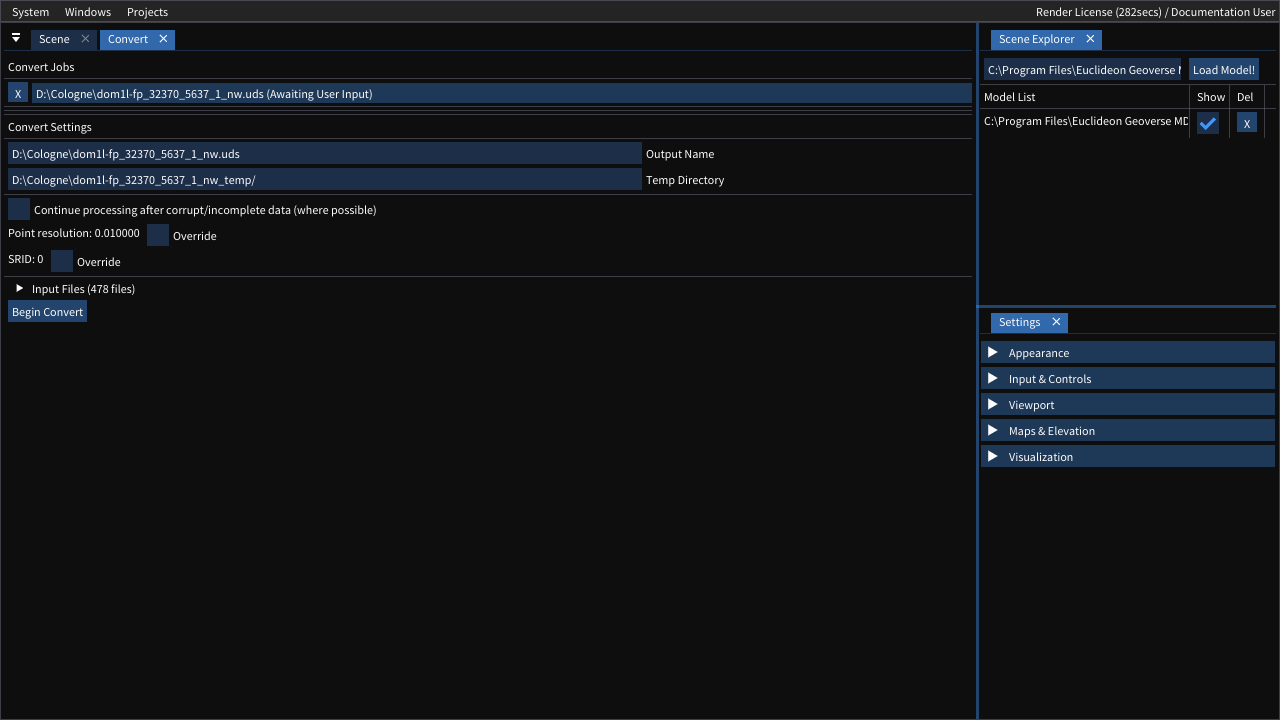 System Windows Projects Render License (282secs) / Documentation User
Scene Convert
Convert Jobs
X D:\Cologne\dom1l-fp_32370_5637_1_nw.uds (Awaiting User Input)
Convert Settings
D:\Cologne\dom1l-fp_32370_5637_1_nw.uds Output Name
D:\Cologne\dom1l-fp_32370_5637_1_nw_temp/ Temp Directory
Continue processing after corrupt/incomplete data (where possible)
Point resolution: 0.010000 Override
SRID: 0 Override
Input Files (478 files)
Begin Convert
Scene Explorer
C:\Program Files\Euclideon Geoverse Load Model!
Model List Show Del
C:\Program Files\Euclideon Geoverse MD X
Settings
Appearance
Input & Controls
Viewport
Maps & Elevation
Visualization